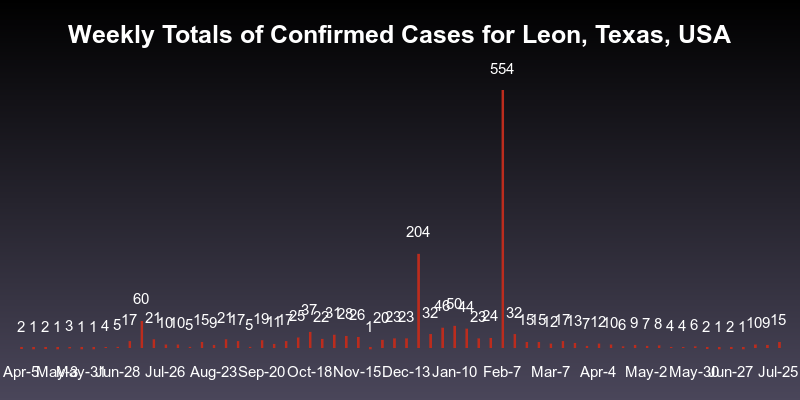 Weekly Totals of Confirmed Cases for Leon, Texas, USA
2 1 2 1 3 1 1 4 5 17 60 21 10 10 5 15 9 21 17 5 19 11 17 25 37 22 31 28 26 1 20 23 23 204 32 46 50 44 23 24 554 32 15 15 12 17 13 7 12 10 6 9 7 8 4 4 6 2 1 2 1 10 9 15
Apr-5 May-3 May-31 Jun-28 Jul-26 Aug-23 Sep-20 Oct-18 Nov-15 Dec-13 Jan-10 Feb-7 Mar-7 Apr-4 May-2 May-30 Jun-27 Jul-25